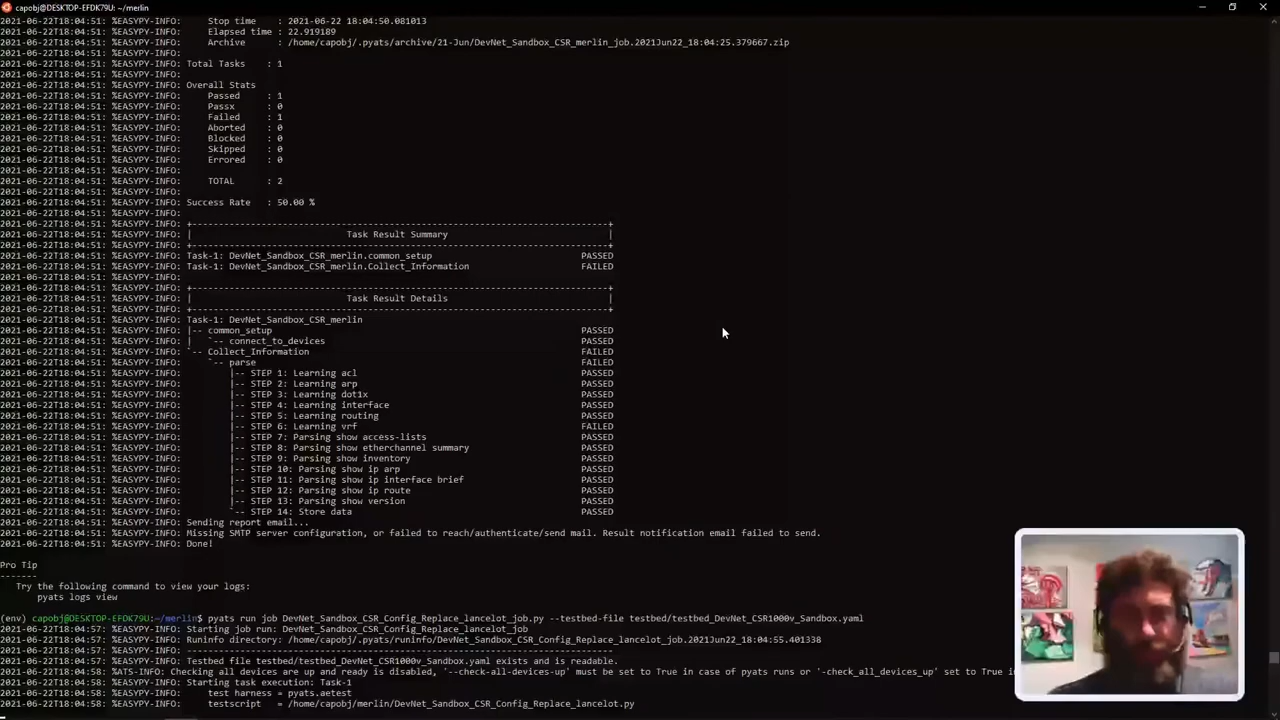 capobj@DESKTOP-EFDK79U: ~/merlin
2021-06-22T18:04:51: %EASYPY-INFO:     Stop time     : 2021-06-22 18:04:50.081013
2021-06-22T18:04:51: %EASYPY-INFO:     Elapsed time  : 22.919189
2021-06-22T18:04:51: %EASYPY-INFO:     Archive       : /home/capobj/.pyats/archive/21-Jun/DevNet_Sandbox_CSR_merlin_job.2021Jun22_18:04:25.379667.zip
2021-06-22T18:04:51: %EASYPY-INFO:
2021-06-22T18:04:51: %EASYPY-INFO: Total Tasks    : 1
2021-06-22T18:04:51: %EASYPY-INFO:
2021-06-22T18:04:51: %EASYPY-INFO: Overall Stats
2021-06-22T18:04:51: %EASYPY-INFO:     Passed     : 1
2021-06-22T18:04:51: %EASYPY-INFO:     Passx      : 0
2021-06-22T18:04:51: %EASYPY-INFO:     Failed     : 1
2021-06-22T18:04:51: %EASYPY-INFO:     Aborted    : 0
2021-06-22T18:04:51: %EASYPY-INFO:     Blocked    : 0
2021-06-22T18:04:51: %EASYPY-INFO:     Skipped    : 0
2021-06-22T18:04:51: %EASYPY-INFO:     Errored    : 0
2021-06-22T18:04:51: %EASYPY-INFO:
2021-06-22T18:04:51: %EASYPY-INFO:     TOTAL      : 2
2021-06-22T18:04:51: %EASYPY-INFO:
2021-06-22T18:04:51: %EASYPY-INFO: Success Rate   : 50.00 %
2021-06-22T18:04:51: %EASYPY-INFO:
2021-06-22T18:04:51: %EASYPY-INFO: +------------------------------------------------------------------------------+
2021-06-22T18:04:51: %EASYPY-INFO: |                             Task Result Summary                              |
2021-06-22T18:04:51: %EASYPY-INFO: +------------------------------------------------------------------------------+
2021-06-22T18:04:51: %EASYPY-INFO: Task-1: DevNet_Sandbox_CSR_merlin.common_setup                            PASSED
2021-06-22T18:04:51: %EASYPY-INFO: Task-1: DevNet_Sandbox_CSR_merlin.Collect_Information                     FAILED
2021-06-22T18:04:51: %EASYPY-INFO:
2021-06-22T18:04:51: %EASYPY-INFO: +------------------------------------------------------------------------------+
2021-06-22T18:04:51: %EASYPY-INFO: |                             Task Result Details                              |
2021-06-22T18:04:51: %EASYPY-INFO: +------------------------------------------------------------------------------+
2021-06-22T18:04:51: %EASYPY-INFO: Task-1: DevNet_Sandbox_CSR_merlin
2021-06-22T18:04:51: %EASYPY-INFO: |-- common_setup                                                          PASSED
2021-06-22T18:04:51: %EASYPY-INFO: |   `-- connect_to_devices                                                PASSED
2021-06-22T18:04:51: %EASYPY-INFO: `-- Collect_Information                                                   FAILED
2021-06-22T18:04:51: %EASYPY-INFO:     `-- parse                                                             FAILED
2021-06-22T18:04:51: %EASYPY-INFO:         |-- STEP 1: Learning acl                                          PASSED
2021-06-22T18:04:51: %EASYPY-INFO:         |-- STEP 2: Learning arp                                          PASSED
2021-06-22T18:04:51: %EASYPY-INFO:         |-- STEP 3: Learning dot1x                                        PASSED
2021-06-22T18:04:51: %EASYPY-INFO:         |-- STEP 4: Learning interface                                    PASSED
2021-06-22T18:04:51: %EASYPY-INFO:         |-- STEP 5: Learning routing                                      PASSED
2021-06-22T18:04:51: %EASYPY-INFO:         |-- STEP 6: Learning vrf                                          FAILED
2021-06-22T18:04:51: %EASYPY-INFO:         |-- STEP 7: Parsing show access-lists                             PASSED
2021-06-22T18:04:51: %EASYPY-INFO:         |-- STEP 8: Parsing show etherchannel summary                     PASSED
2021-06-22T18:04:51: %EASYPY-INFO:         |-- STEP 9: Parsing show inventory                                PASSED
2021-06-22T18:04:51: %EASYPY-INFO:         |-- STEP 10: Parsing show ip arp                                  PASSED
2021-06-22T18:04:51: %EASYPY-INFO:         |-- STEP 11: Parsing show ip interface brief                      PASSED
2021-06-22T18:04:51: %EASYPY-INFO:         |-- STEP 12: Parsing show ip route                                PASSED
2021-06-22T18:04:51: %EASYPY-INFO:         |-- STEP 13: Parsing show version                                 PASSED
2021-06-22T18:04:51: %EASYPY-INFO:         `-- STEP 14: Store data                                           PASSED
2021-06-22T18:04:51: %EASYPY-INFO: Sending report email...
2021-06-22T18:04:51: %EASYPY-INFO: Missing SMTP server configuration, or failed to reach/authenticate/send mail. Result notification email failed to send.
2021-06-22T18:04:51: %EASYPY-INFO: Done!
Pro Tip
-------
   Try the following command to view your logs:
       pyats logs view
(env) capobj@DESKTOP-EFDK79U:~/merlin$ pyats run job DevNet_Sandbox_CSR_Config_Replace_lancelot_job.py --testbed-file testbed/testbed_DevNet_CSR1000v_Sandbox.yaml
2021-06-22T18:04:57: %EASYPY-INFO: Starting job run: DevNet_Sandbox_CSR_Config_Replace_lancelot_job
2021-06-22T18:04:57: %EASYPY-INFO: Runinfo directory: /home/capobj/.pyats/runinfo/DevNet_Sandbox_CSR_Config_Replace_lancelot_job.2021Jun22_18:04:55.401338
2021-06-22T18:04:57: %EASYPY-INFO: --------------------------------------------------------------------------------
2021-06-22T18:04:57: %EASYPY-INFO: Testbed file testbed/testbed_DevNet_CSR1000v_Sandbox.yaml exists and is readable.
2021-06-22T18:04:58: %ATS-INFO: Checking all devices are up and ready is disabled, '--check-all-devices-up' must be set to True in case of pyats runs or '-check_all_devices_up' set to True in
2021-06-22T18:04:58: %EASYPY-INFO: Starting task execution: Task-1
2021-06-22T18:04:58: %EASYPY-INFO:     test harness = pyats.aetest
2021-06-22T18:04:58: %EASYPY-INFO:     testscript   = /home/capobj/merlin/DevNet_Sandbox_CSR_Config_Replace_lancelot.py